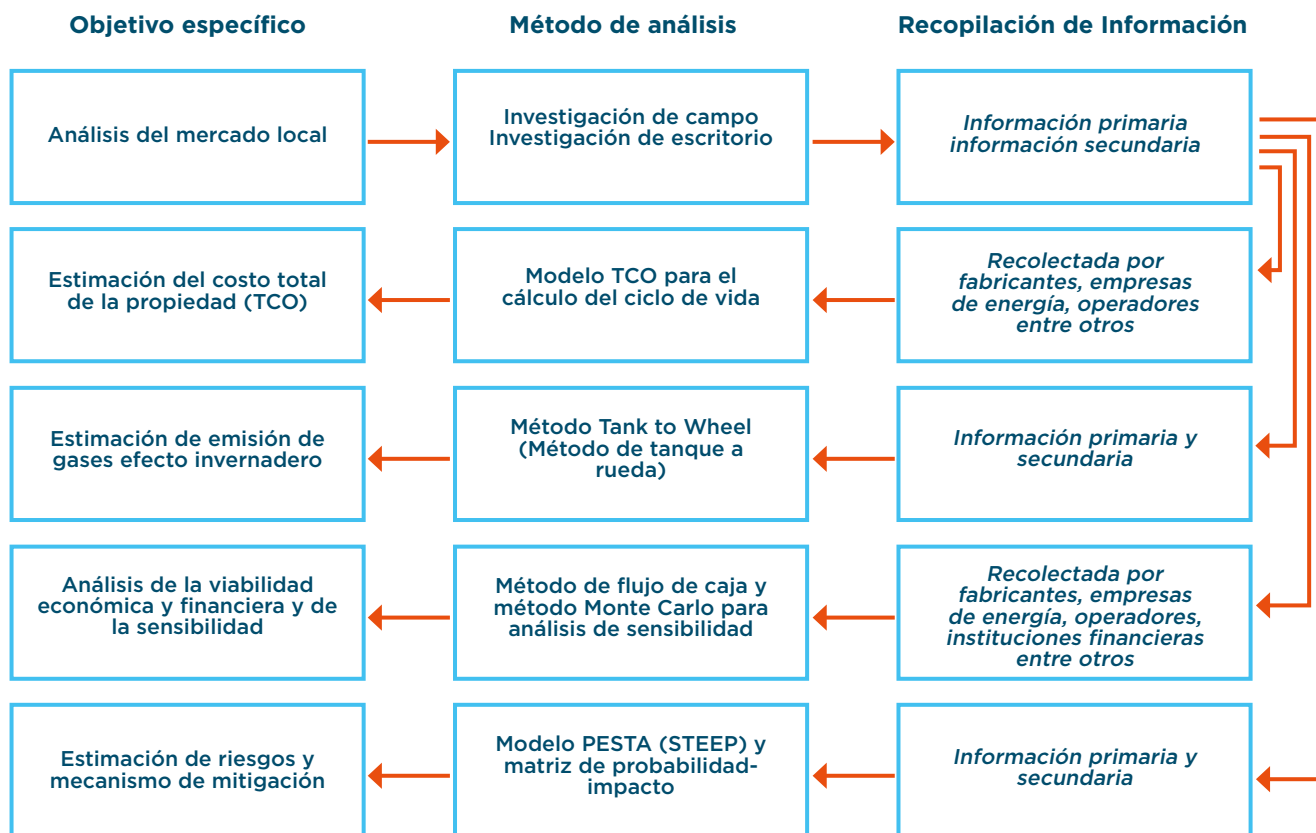 Objetivo específico
Método de análisis
Recopilación de Información
Análisis del mercado local
Investigación de campo
Investigación de escritorio
Información primaria
información secundaria
Estimación del costo total
de la propiedad (TCO)
Modelo TCO para el
cálculo del ciclo de vida
Recolectada por
fabricantes, empresas
de energía, operadores
entre otros
Estimación de emisión de
gases efecto invernadero
Método Tank to Wheel
(Método de tanque a
rueda)
Información primaria y
secundaria
Análisis de la viabilidad
económica y financiera y de
la sensibilidad
Método de flujo de caja y
método Monte Carlo para
análisis de sensibilidad
Recolectada por
fabricantes, empresas
de energía, operadores,
instituciones financieras
entre otros
Estimación de riesgos y
mecanismo de mitigación
Modelo PESTA (STEEP) y
matriz de probabilidad-
impacto
Información primaria y
secundaria